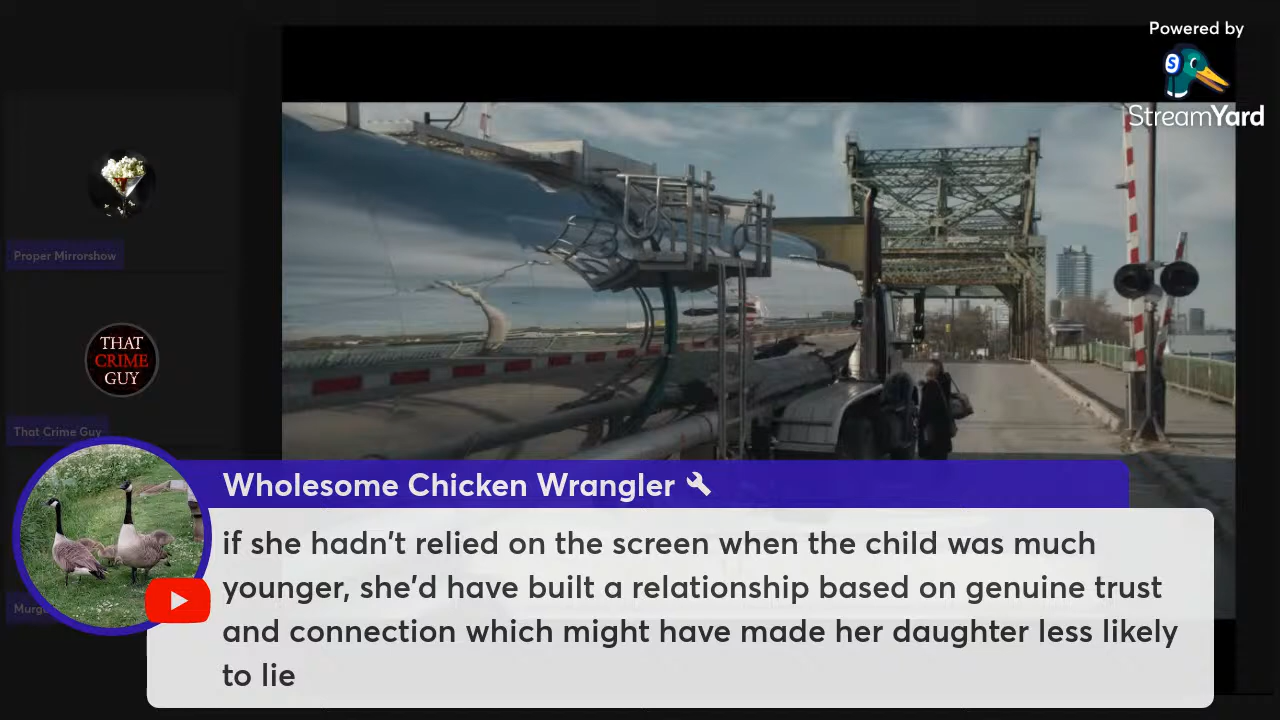 Powered by
StreamYard
S
Proper Mirrorshow
THAT
CRIME
GUY
That Crime Guy
Wholesome Chicken Wrangler
if she hadn't relied on the screen when the child was much
younger, she'd have built a relationship based on genuine trust
and connection which might have made her daughter less likely
to lie